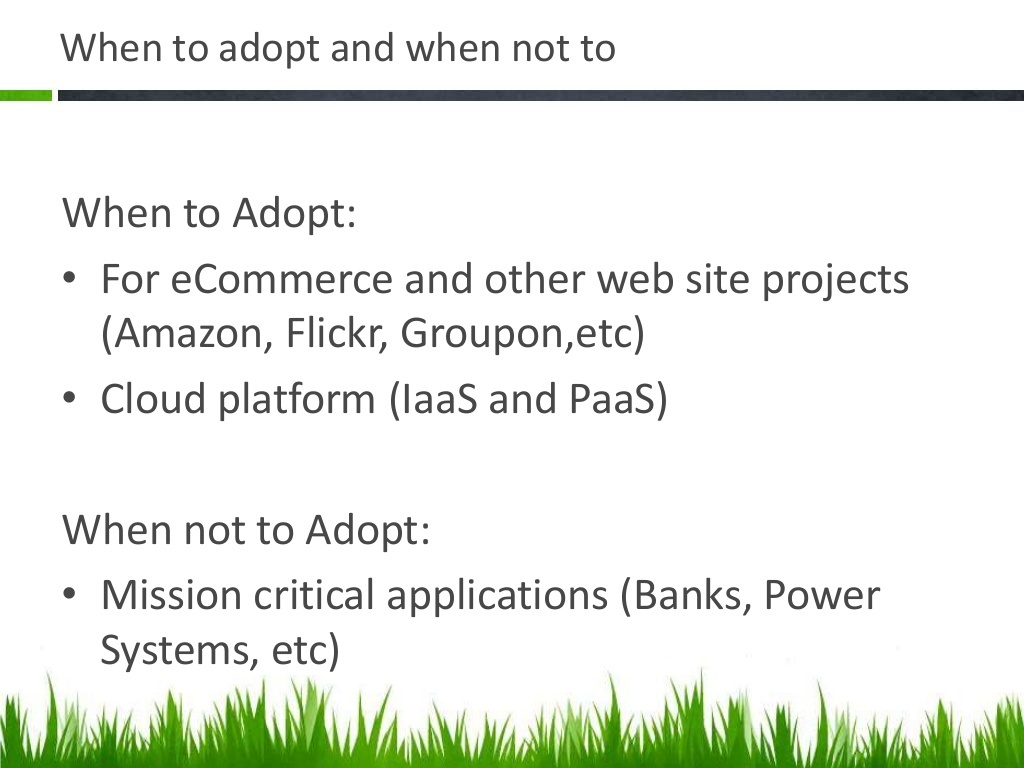 When to adopt and when not to
When to Adopt:
• For eCommerce and other web site projects
(Amazon, Flickr, Groupon,etc)
• Cloud platform (IaaS and PaaS)
When not to Adopt:
• Mission critical applications (Banks, Power
Systems, etc)